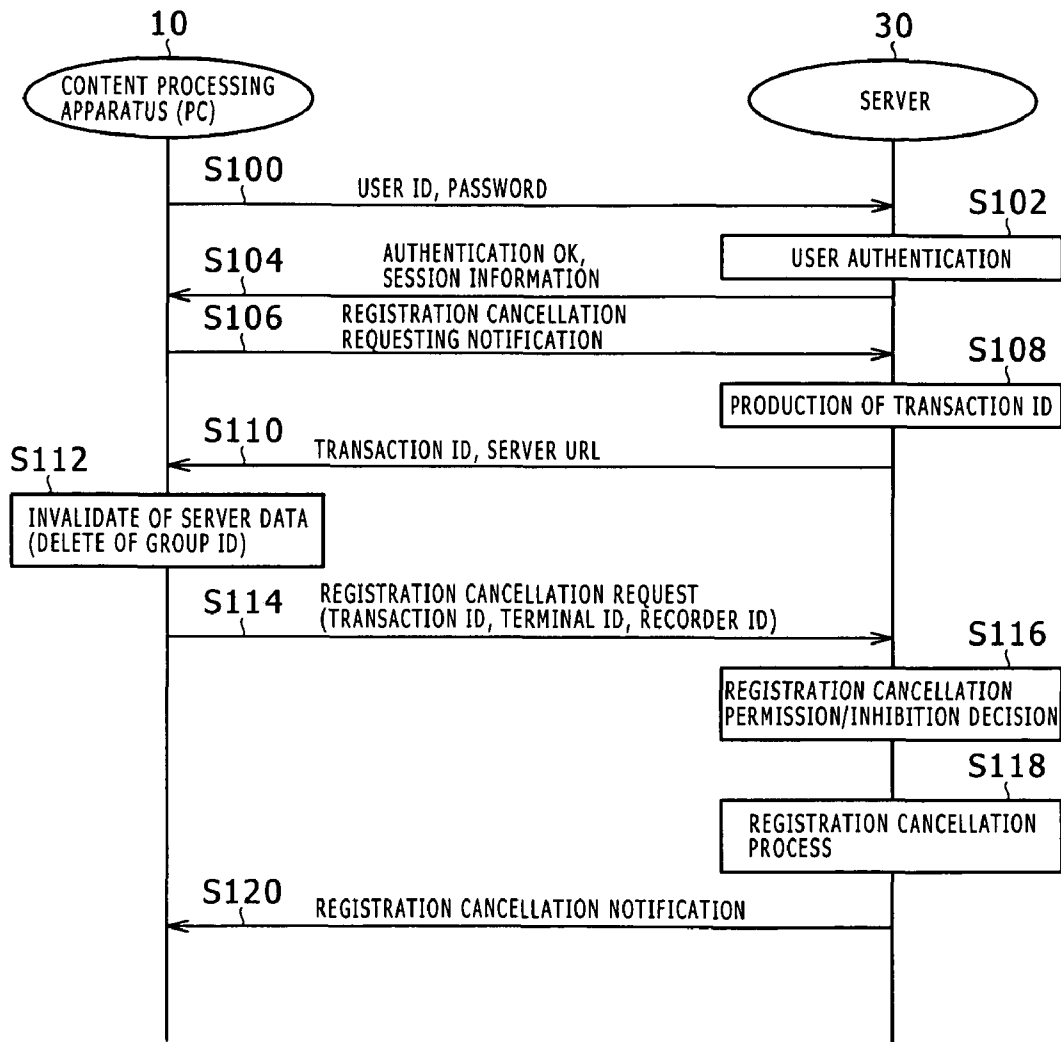 10
30
CONTENT PROCESSING
APPARATUS (PC)
SERVER
S100
USER ID, PASSWORD
S102
USER AUTHENTICATION
S104
AUTHENTICATION OK,
SESSION INFORMATION
S106
REGISTRATION CANCELLATION
REQUESTING NOTIFICATION
S108
PRODUCTION OF TRANSACTION ID
S110
TRANSACTION ID, SERVER URL
S112
INVALIDATE OF SERVER DATA
(DELETE OF GROUP ID)
S114
REGISTRATION CANCELLATION REQUEST
(TRANSACTION ID, TERMINAL ID, RECORDER ID)
S116
REGISTRATION CANCELLATION
PERMISSION/INHIBITION DECISION
S118
REGISTRATION CANCELLATION
PROCESS
S120
REGISTRATION CANCELLATION NOTIFICATION